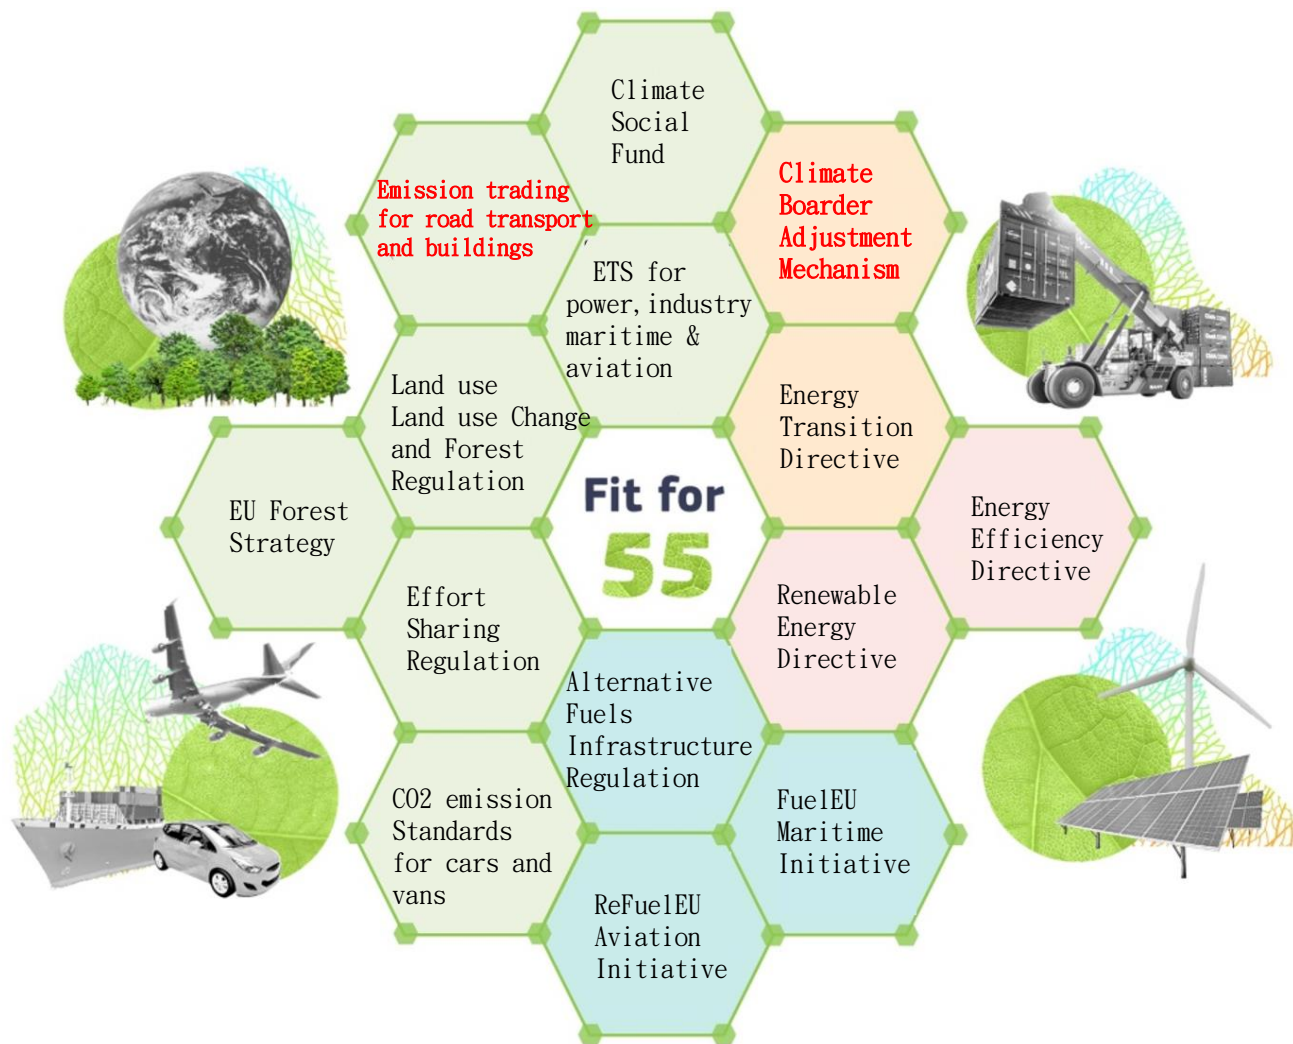 Climate
Social
Fund
Emission trading
for road transport
and buildings
Climate
Boarder
Adjustment
Mechanism
ETS for
power,industry
maritime &
aviation
Land use
Land use Change
and Forest
Regulation
Energy
Transition
Directive
EU Forest
Strategy
Fit for
55
Energy
Efficiency
Directive
Effort
Sharing
Regulation
Renewable
Energy
Directive
Alternative
Fuels
Infrastructure
Regulation
CO2 emission
Standards
for cars and
vans
FuelEU
Maritime
Initiative
ReFuelEU
Aviation
Initiative